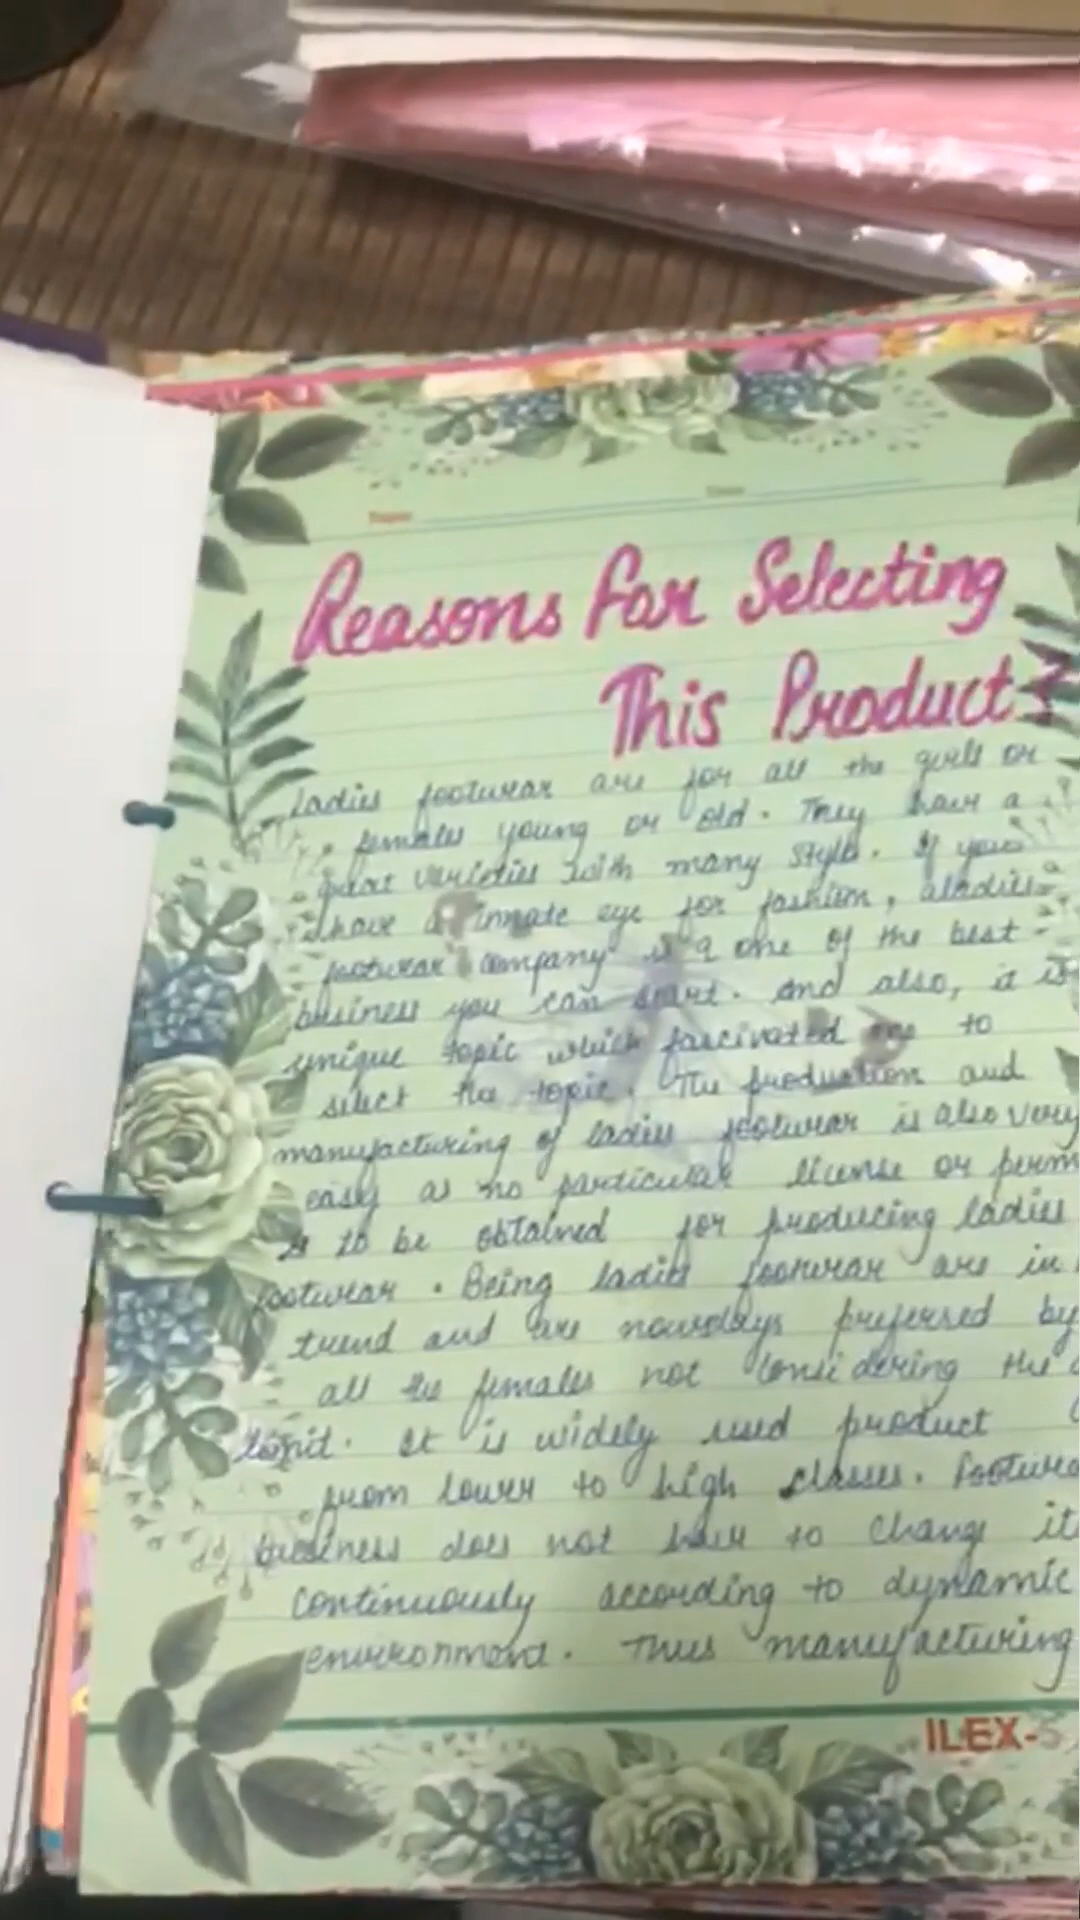 Reasons For Selecting
This Product?
Ladies footwear are for all the girls or
females young or old. They have a
great varieties with many style. If you
have a innate eye for fashion, a ladies
footwear company is a one of the best
business you can start. And also, it is
unique topic which fascinated me to
select the topic. The production and
manufacturing of ladies footwear is also very
easy as no particular license or perm
is to be obtained for producing ladies
footwear. Being ladies footwear are in
trend and are nowdays preferred by
all the females not considering the
It is widely used product
from lower to high classes. Footwea
business does not have to change it
continuously according to dynamic
environment. Thus manufacturing
ILEX-